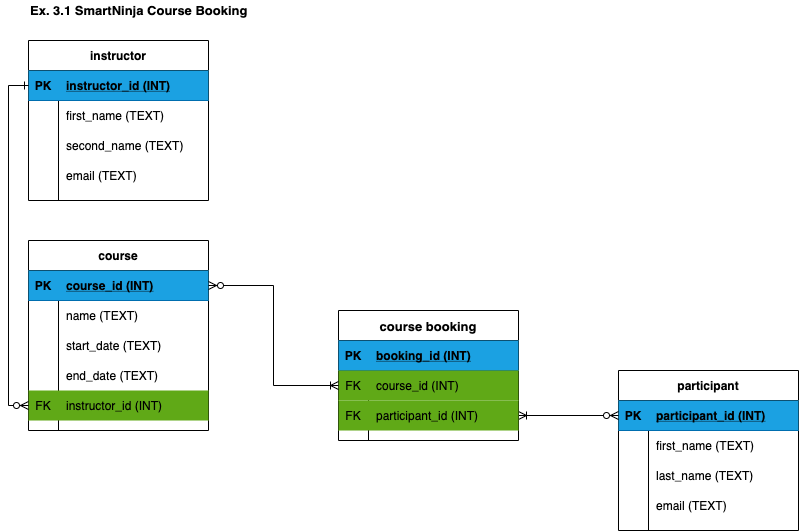 Ex. 3.1 SmartNinja Course Booking
instructor
PK instructor_id (INT)
first_name (TEXT)
second_name (TEXT)
email (TEXT)
course
PK course_id (INT)
name (TEXT)
start_date (TEXT)
end_date (TEXT)
FK instructor_id (INT)
course booking
PK booking_id (INT)
FK course_id (INT)
FK participant_id (INT)
participant
PK participant_id (INT)
first_name (TEXT)
last_name (TEXT)
email (TEXT)